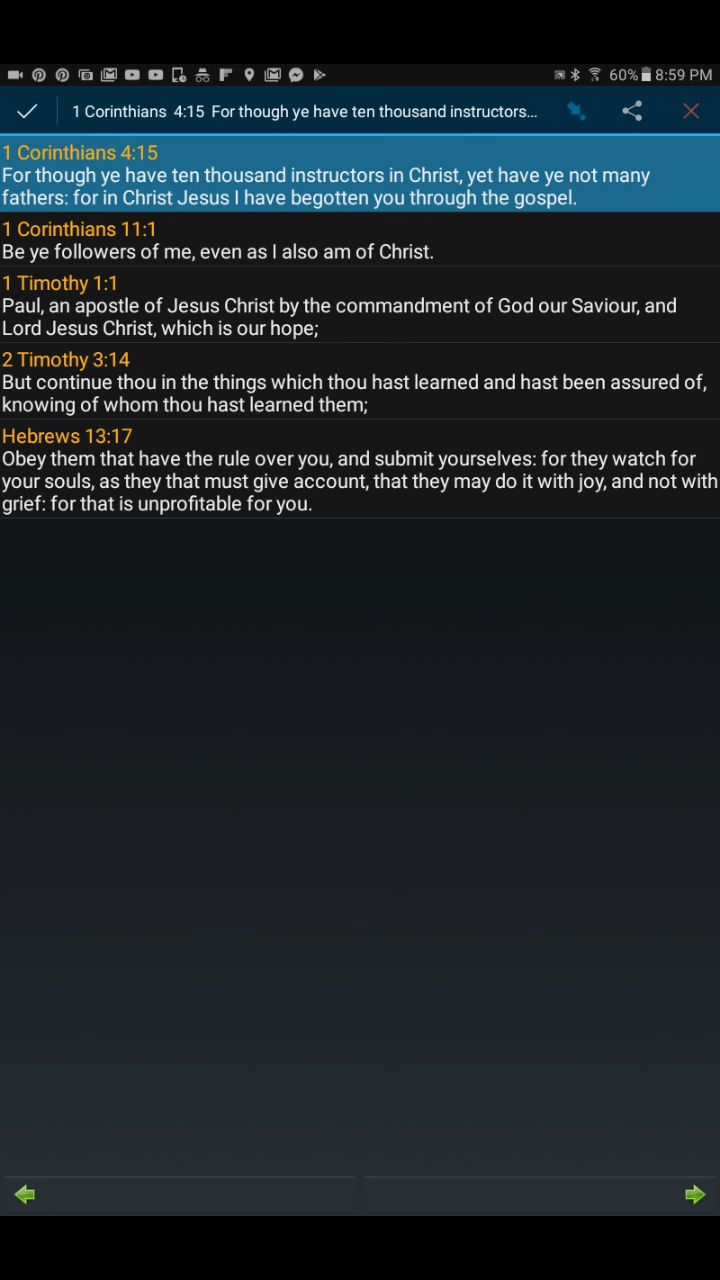 60% 8:59 PM
1 Corinthians 4:15 For though ye have ten thousand instructors...
1 Corinthians 4:15
For though ye have ten thousand instructors in Christ, yet have ye not many
fathers: for in Christ Jesus I have begotten you through the gospel.
1 Corinthians 11:1
Be ye followers of me, even as I also am of Christ.
1 Timothy 1:1
Paul, an apostle of Jesus Christ by the commandment of God our Saviour, and
Lord Jesus Christ, which is our hope;
2 Timothy 3:14
But continue thou in the things which thou hast learned and hast been assured of,
knowing of whom thou hast learned them;
Hebrews 13:17
Obey them that have the rule over you, and submit yourselves: for they watch for
your souls, as they that must give account, that they may do it with joy, and not with
grief: for that is unprofitable for you.